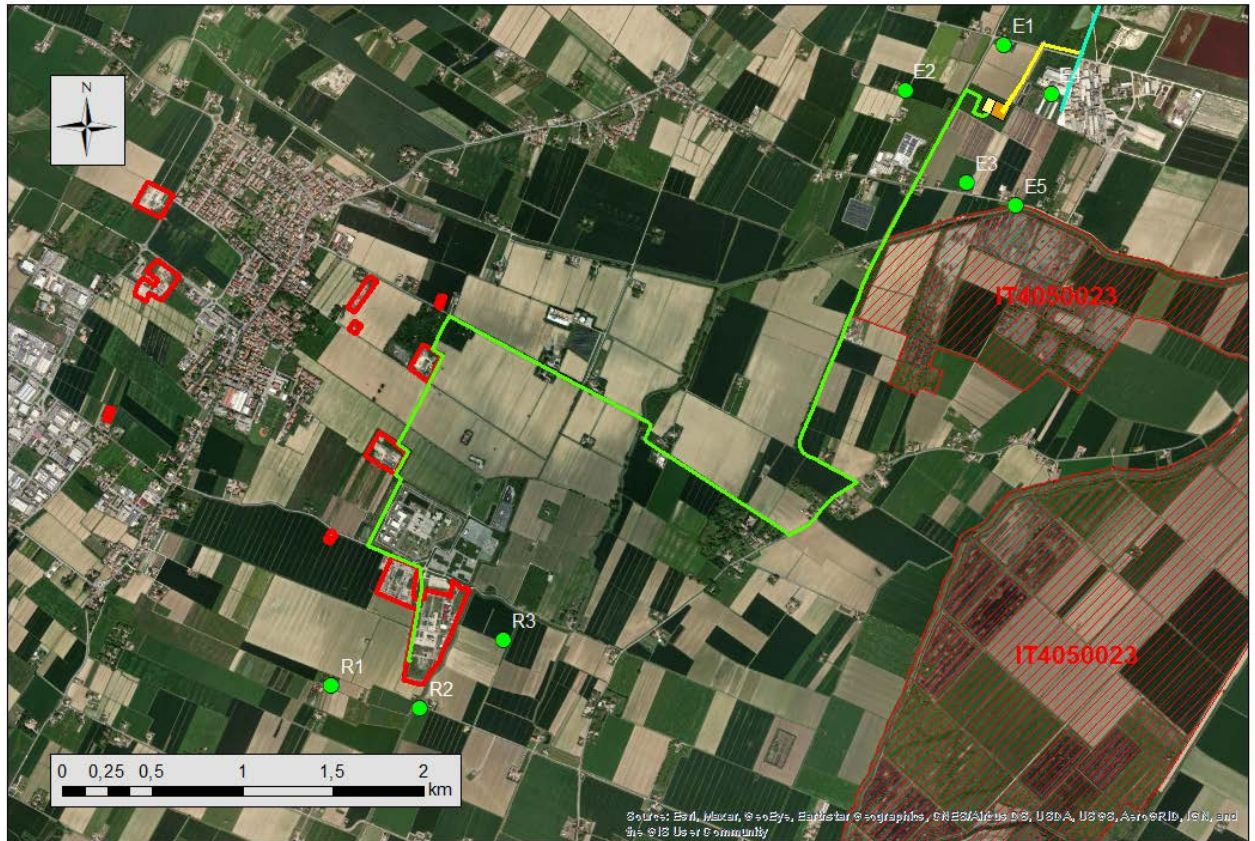 N
E1
E2
E
E3
E5
IT4050023
IT4050023
R3
R1
R2
0 0,25 0,5 1 1,5 2
km
Source: Esri, Maxar, GeoEye, Earthstar Geographics, CNES/Airbus DS, USDA, USGS, AeroGRID, IGN, and
the GIS User Community